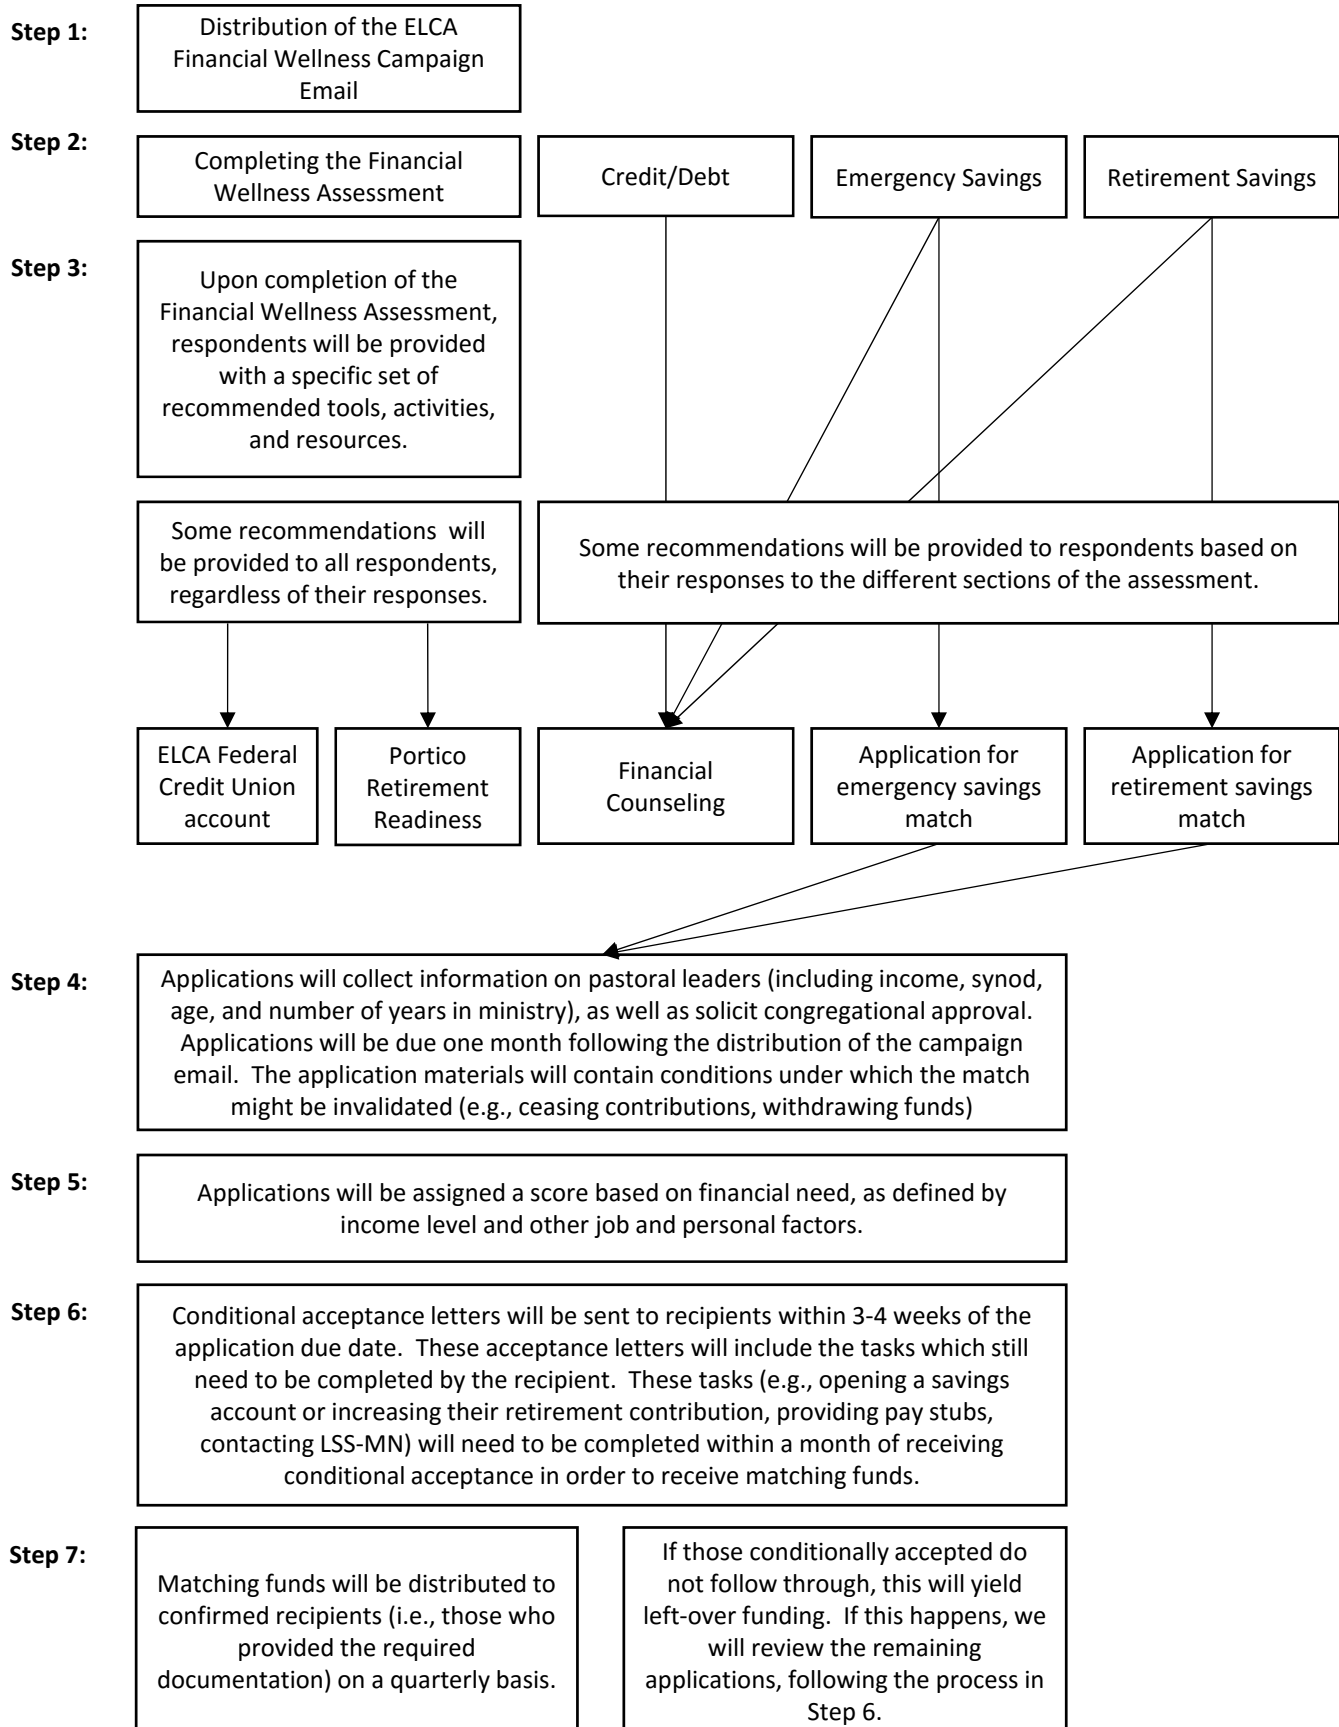 Step 1:
Distribution of the ELCA
Financial Wellness Campaign
Email
Step 2:
Completing the Financial
Wellness Assessment
Credit/Debt
Emergency Savings
Retirement Savings
Step 3:
Upon completion of the
Financial Wellness Assessment,
respondents will be provided
with a specific set of
recommended tools, activities,
and resources.
Some recommendations  will
be provided to all respondents,
regardless of their responses.
Some recommendations will be provided to respondents based on
their responses to the different sections of the assessment.
ELCA Federal
Credit Union
account
Portico
Retirement
Readiness
Financial
Counseling
Application for
emergency savings
match
Application for
retirement savings
match
Step 4:
Applications will collect information on pastoral leaders (including income, synod,
age, and number of years in ministry), as well as solicit congregational approval.
Applications will be due one month following the distribution of the campaign
email.  The application materials will contain conditions under which the match
might be invalidated (e.g., ceasing contributions, withdrawing funds)
Step 5:
Applications will be assigned a score based on financial need, as defined by
income level and other job and personal factors.
Step 6:
Conditional acceptance letters will be sent to recipients within 3-4 weeks of the
application due date.  These acceptance letters will include the tasks which still
need to be completed by the recipient.  These tasks (e.g., opening a savings
account or increasing their retirement contribution, providing pay stubs,
contacting LSS-MN) will need to be completed within a month of receiving
conditional acceptance in order to receive matching funds.
Step 7:
Matching funds will be distributed to
confirmed recipients (i.e., those who
provided the required
documentation) on a quarterly basis.
If those conditionally accepted do
not follow through, this will yield
left-over funding.  If this happens, we
will review the remaining
applications, following the process in
Step 6.